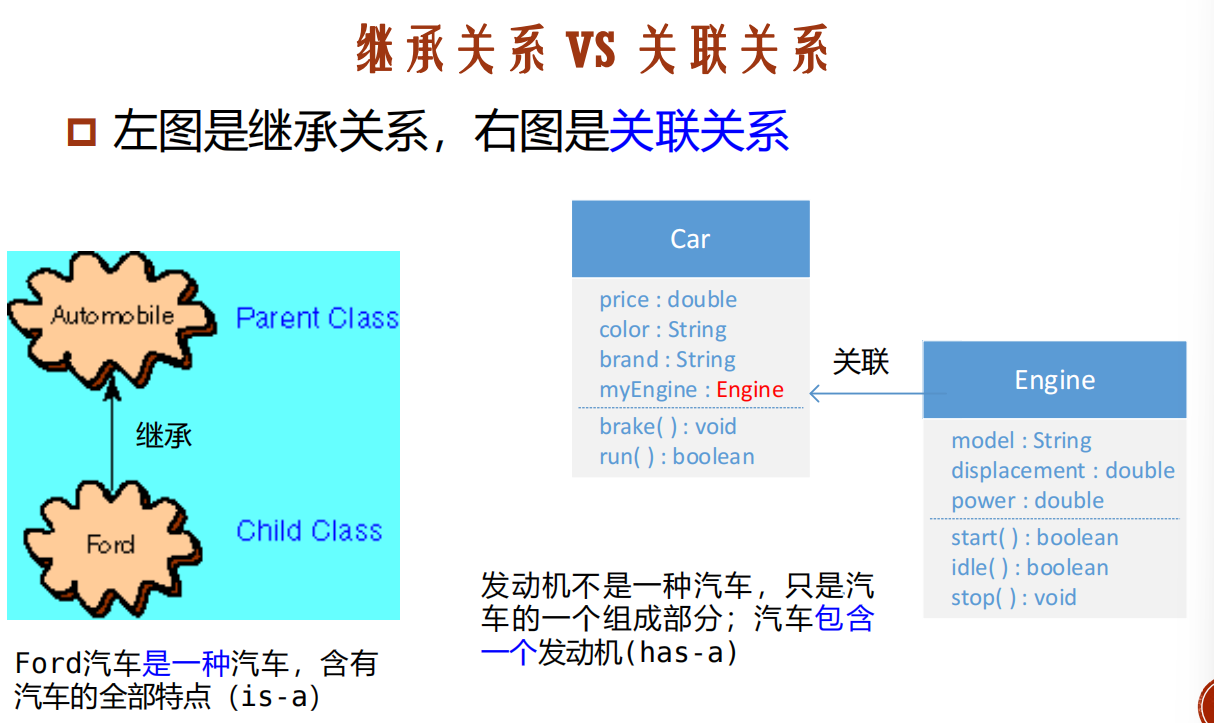 继承关系 VS 关联关系
左图是继承关系，右图是关联关系
Automobile
Parent Class
继承
Ford
Child Class
Ford汽车是一种汽车，含有
汽车的全部特点（is-a）
Car
price : double
color : String
brand : String
myEngine : Engine
brake( ) : void
run( ) : boolean
关联
Engine
model : String
displacement : double
power : double
start( ) : boolean
idle( ) : boolean
stop( ) : void
发动机不是一种汽车，只是汽
车的一个组成部分；汽车包含
一个发动机(has-a)